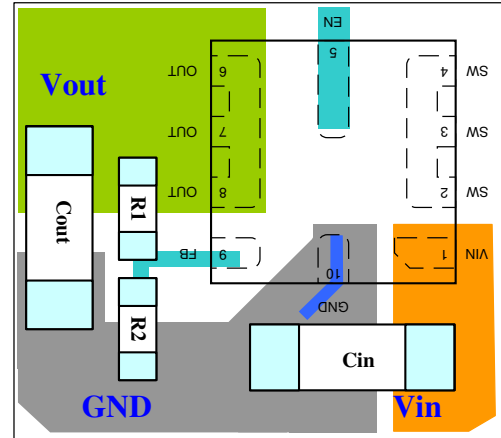 EN
5
OUT 6 4 SW
Vout
OUT 7 3 SW
OUT 8 2 SW
Cout
R1
FB 9 10 1 VIN
R2
GND
Cin
GND
Vin